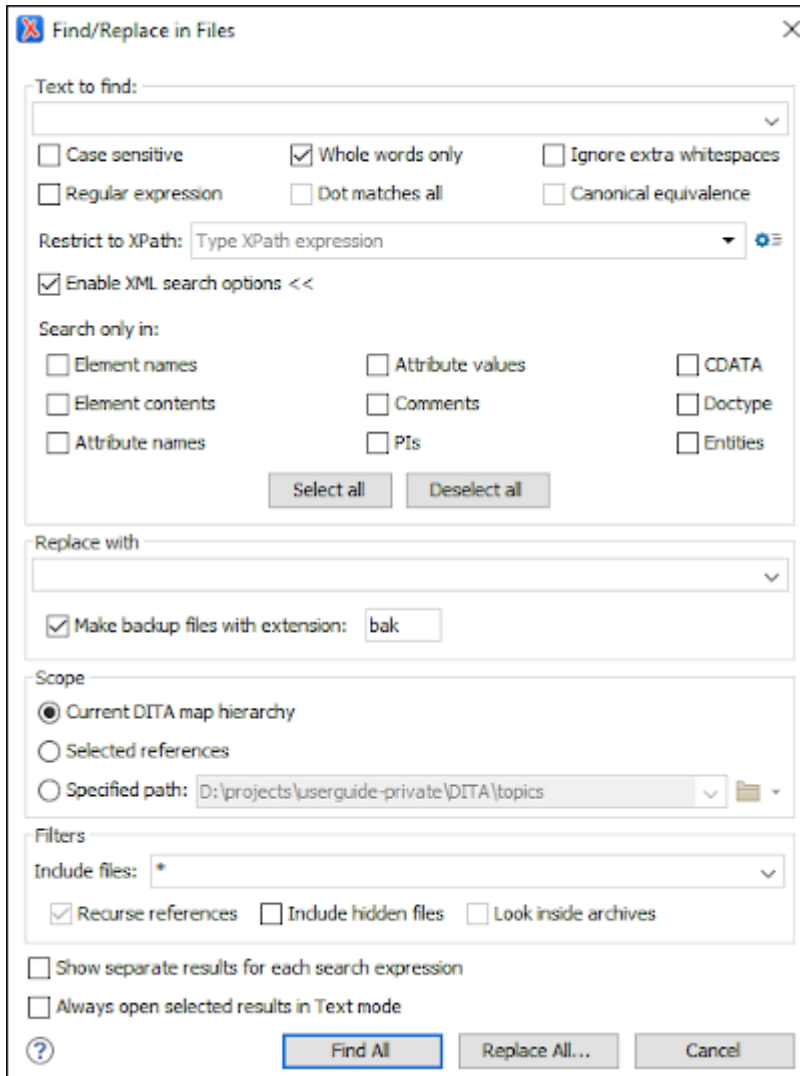 Find/Replace in Files
Text to find:
Case sensitive Whole words only Ignore extra whitespaces
Regular expression Dot matches all Canonical equivalence
Restrict to XPath: Type XPath expression
Enable XML search options <<
Search only in:
Element names Attribute values CDATA
Element contents Comments Doctype
Attribute names PIs Entities
Select all Deselect all
Replace with
Make backup files with extension: bak
Scope
Current DITA map hierarchy
Selected references
Specified path: D:\projects\userguide-private\DITA\topics
Filters
Include files: *
Recurse references Include hidden files Look inside archives
Show separate results for each search expression
Always open selected results in Text mode
? Find All Replace All... Cancel